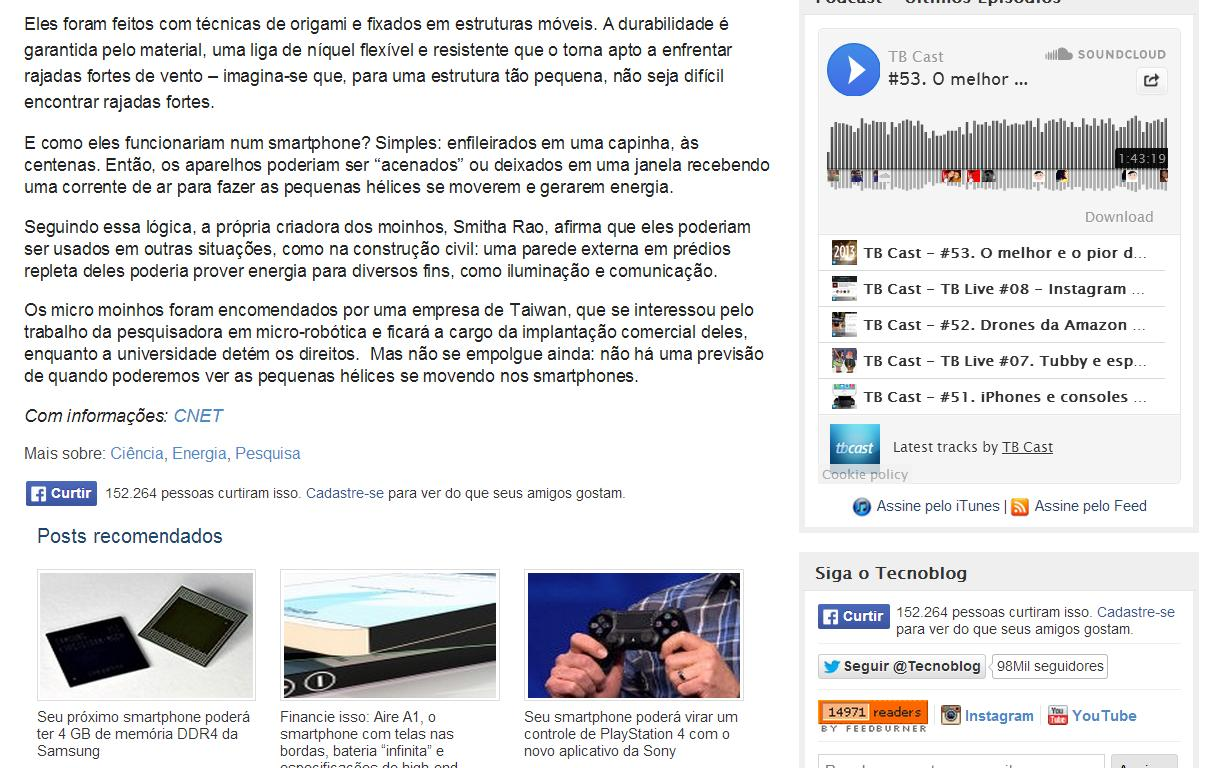 Eles foram feitos com técnicas de origami e fixados em estruturas móveis. A durabilidade é
garantida pelo material, uma liga de níquel flexível e resistente que o torna apto a enfrentar
rajadas fortes de vento – imagina-se que, para uma estrutura tão pequena, não seja difícil
encontrar rajadas fortes.
E como eles funcionariam num smartphone? Simples: enfileirados em uma capinha, às
centenas. Então, os aparelhos poderiam ser “acenados” ou deixados em uma janela recebendo
uma corrente de ar para fazer as pequenas hélices se moverem e gerarem energia.
Seguindo essa lógica, a própria criadora dos moinhos, Smitha Rao, afirma que eles poderiam
ser usados em outras situações, como na construção civil: uma parede externa em prédios
repleta deles poderia prover energia para diversos fins, como iluminação e comunicação.
Os micro moinhos foram encomendados por uma empresa de Taiwan, que se interessou pelo
trabalho da pesquisadora em micro-robótica e ficará a cargo da implantação comercial deles,
enquanto a universidade detém os direitos.  Mas não se empolgue ainda: não há uma previsão
de quando poderemos ver as pequenas hélices se movendo nos smartphones.
Com informações: CNET
Mais sobre: Ciência, Energia, Pesquisa
Curtir 152.264 pessoas curtiram isso. Cadastre-se para ver do que seus amigos gostam.
Posts recomendados
Seu próximo celular poderá
ter 4 GB de memória DDR4 da
Samsung
Financie isso: Aire A1, o
smartphone com telas nas
bordas, bateria “infinita” e
especificações de high-end
Seu smartphone poderá virar um
controle de PlayStation 4 com o
novo aplicativo da Sony
Podcast – Últimos Episódios
TB Cast
SOUNDCLOUD
#53. O melhor ...
1:43:19
Download
2013
TB Cast – #53. O melhor e o pior d...
TB Cast – TB Live #08 – Instagram ...
TB Cast – #52. Drones da Amazon ...
TB Cast – TB Live #07. Tubby e esp...
TB Cast – #51. iPhones e consoles ...
tbcast
Latest tracks by TB Cast
Cookie policy
Assine pelo iTunes | Assine pelo Feed
Siga o Tecnoblog
Curtir 152.264 pessoas curtiram isso. Cadastre-se
para ver do que seus amigos gostam.
Seguir @Tecnoblog 98Mil seguidores
14971 readers
BY FEEDBURNER
Instagram
You Tube
YouTube